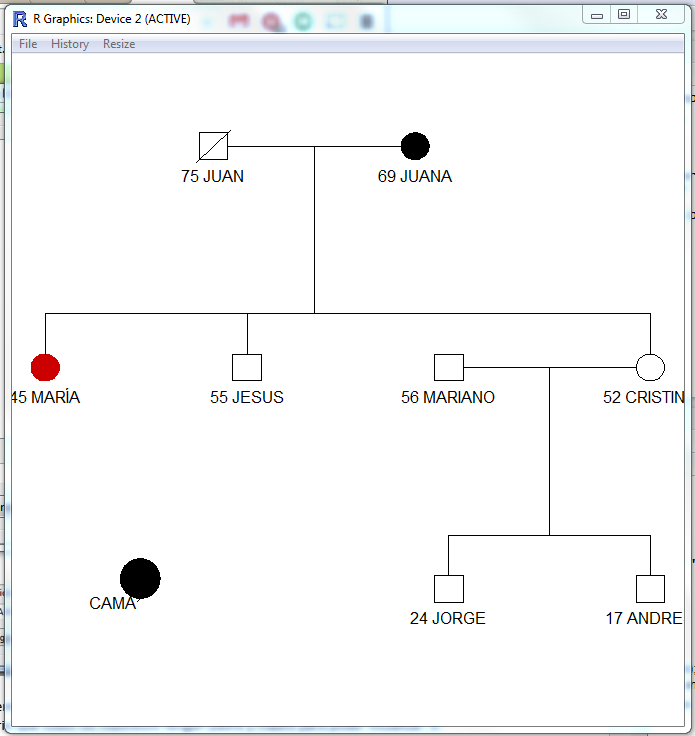 R Graphics: Device 2 (ACTIVE)
File History Resize
75 JUAN 69 JUANA
45 MARÍA 55 JESUS 56 MARIANO 52 CRISTIN
CAMA
24 JORGE 17 ANDRE